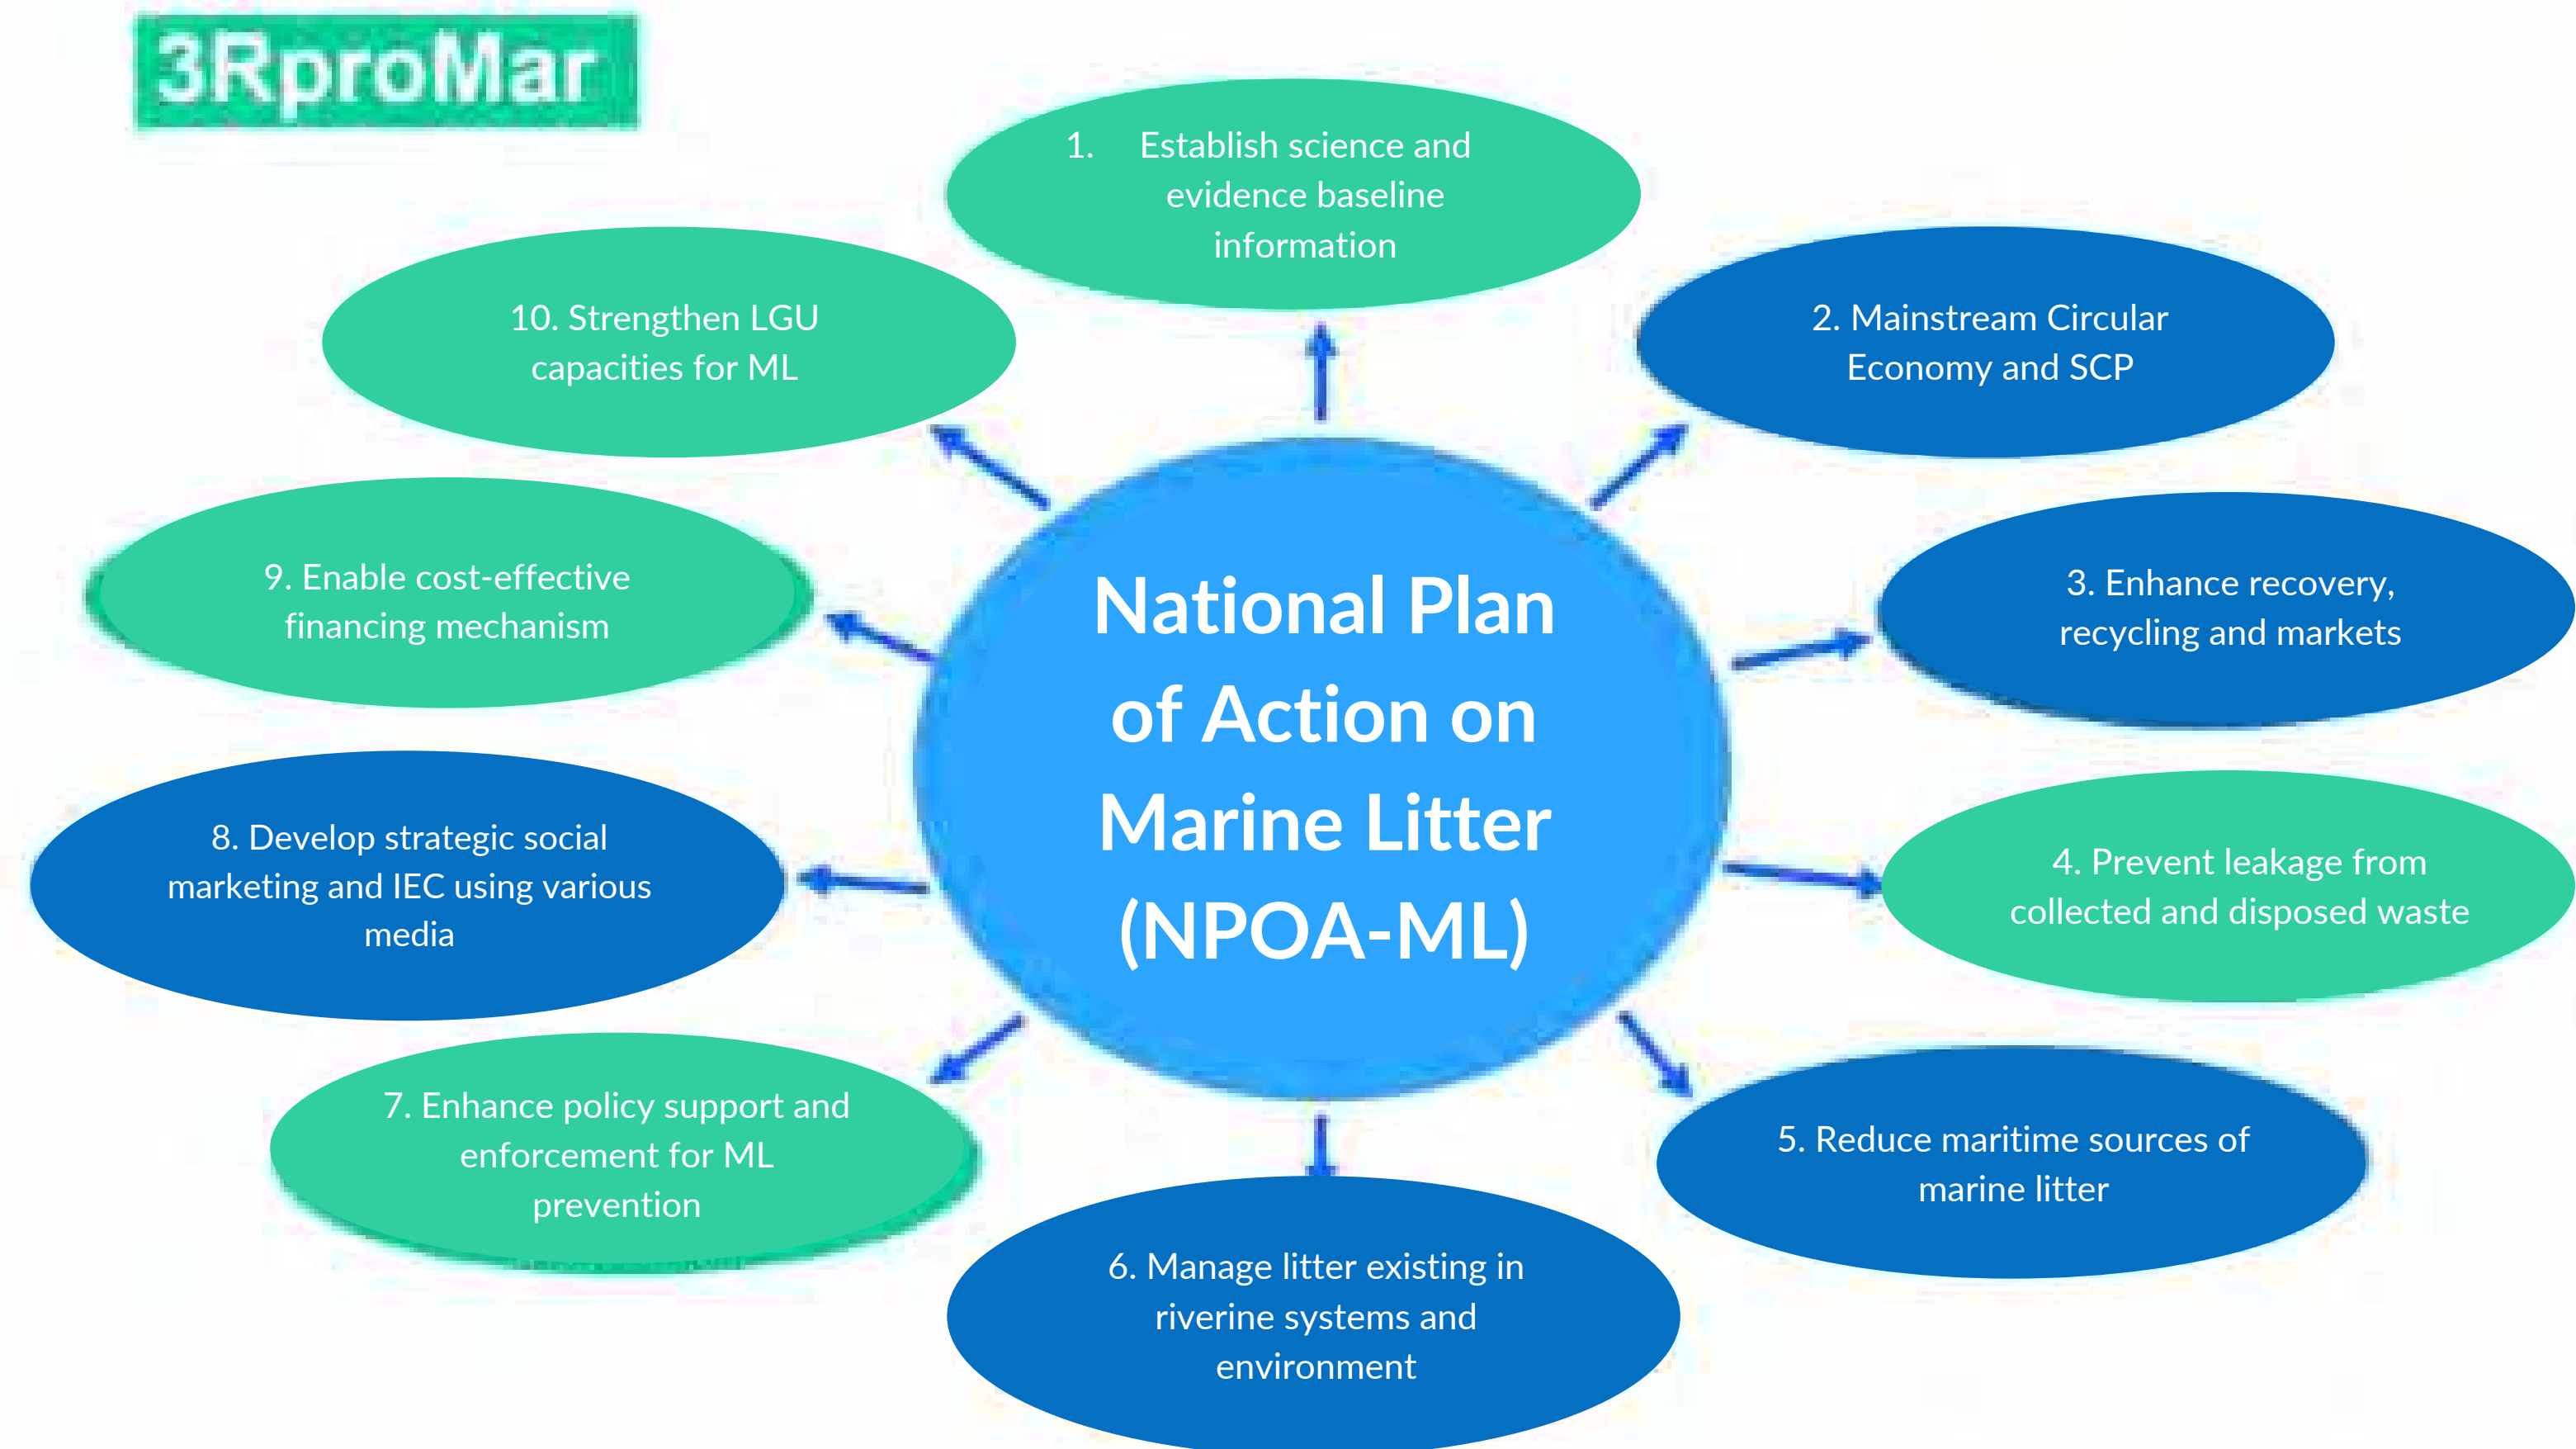 3RproMar
1. Establish science and
evidence baseline
information
2. Mainstream Circular
Economy and SCP
3. Enhance recovery,
recycling and markets
4. Prevent leakage from
collected and disposed waste
5. Reduce maritime sources of
marine litter
6. Manage litter existing in
riverine systems and
environment
7. Enhance policy support and
enforcement for ML
prevention
8. Develop strategic social
marketing and IEC using various
media
9. Enable cost-effective
financing mechanism
10. Strengthen LGU
capacities for ML
National Plan
of Action on
Marine Litter
(NPOA-ML)